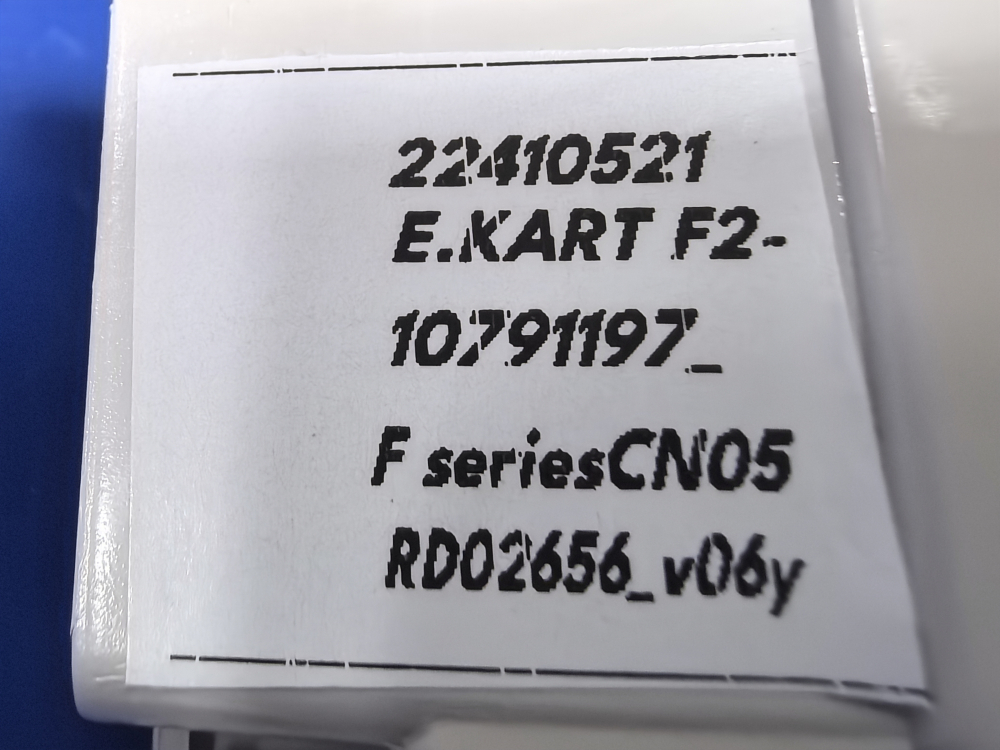 22410521
E.KART F2-
10791197_
F seriesCN05
RD02656_v06y